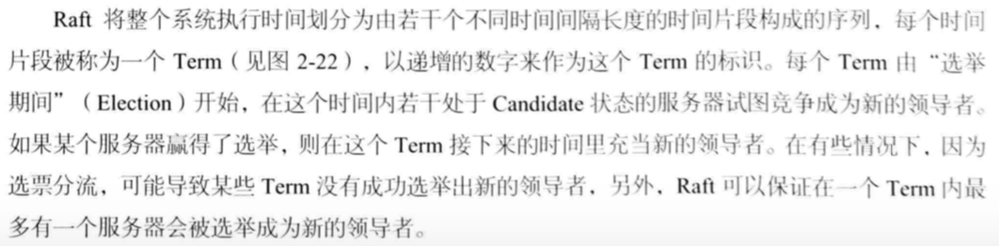 Raft 将整个系统执行时间划分为由若干个不同时间间隔长度的时间片段构成的序列，每个时间
片段被称为一个 Term（见图 2-22），以递增的数字来作为这个 Term 的标识。每个 Term 由“选举
期间”（Election）开始，在这个时间内若干处于 Candidate 状态的服务器试图竞争成为新的领导者。
如果某个服务器赢得了选举，则在这个 Term 接下来的时间里充当新的领导者。在有些情况下，因为
选票分流，可能导致某些 Term 没有成功选举出新的领导者，另外，Raft 可以保证在一个 Term 内最
多有一个服务器会被选举成为新的领导者。